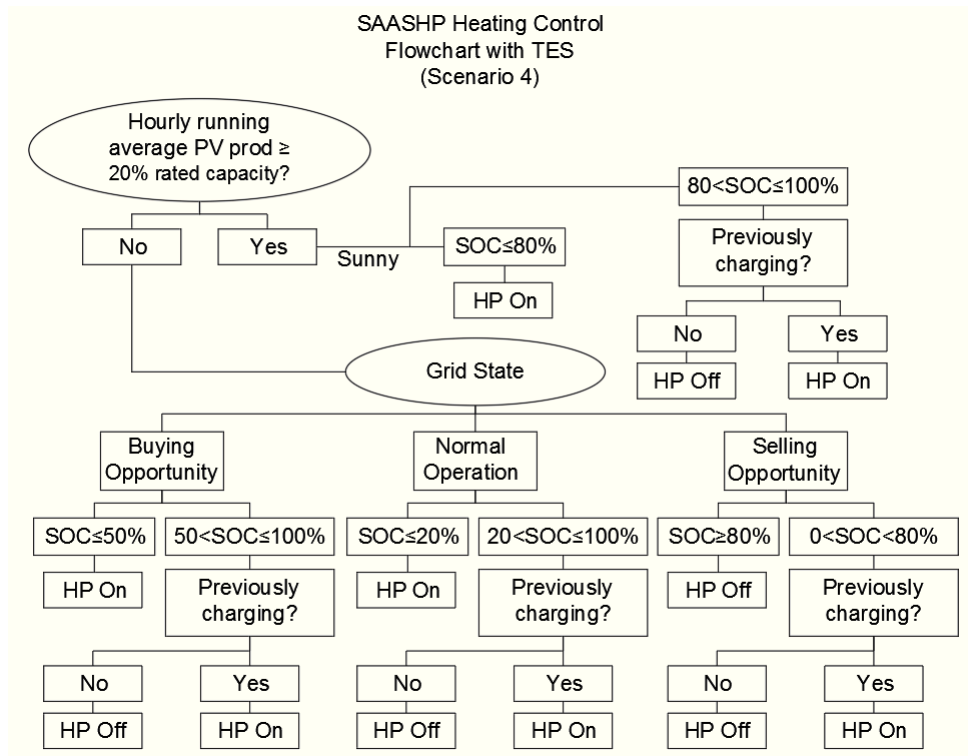 SAASHP Heating Control
Flowchart with TES
(Scenario 4)
Hourly running
average PV prod ≥
20% rated capacity?
No
Yes
Sunny
SOC≤80%
HP On
80<SOC≤100%
Previously
charging?
No
Yes
HP Off
HP On
Grid State
Buying
Opportunity
Normal
Operation
Selling
Opportunity
SOC≤50%
50<SOC≤100%
SOC≤20%
20<SOC≤100%
SOC≥80%
0<SOC<80%
HP On
Previously
charging?
HP On
Previously
charging?
HP Off
Previously
charging?
No
Yes
No
Yes
No
Yes
HP Off
HP On
HP Off
HP On
HP Off
HP On